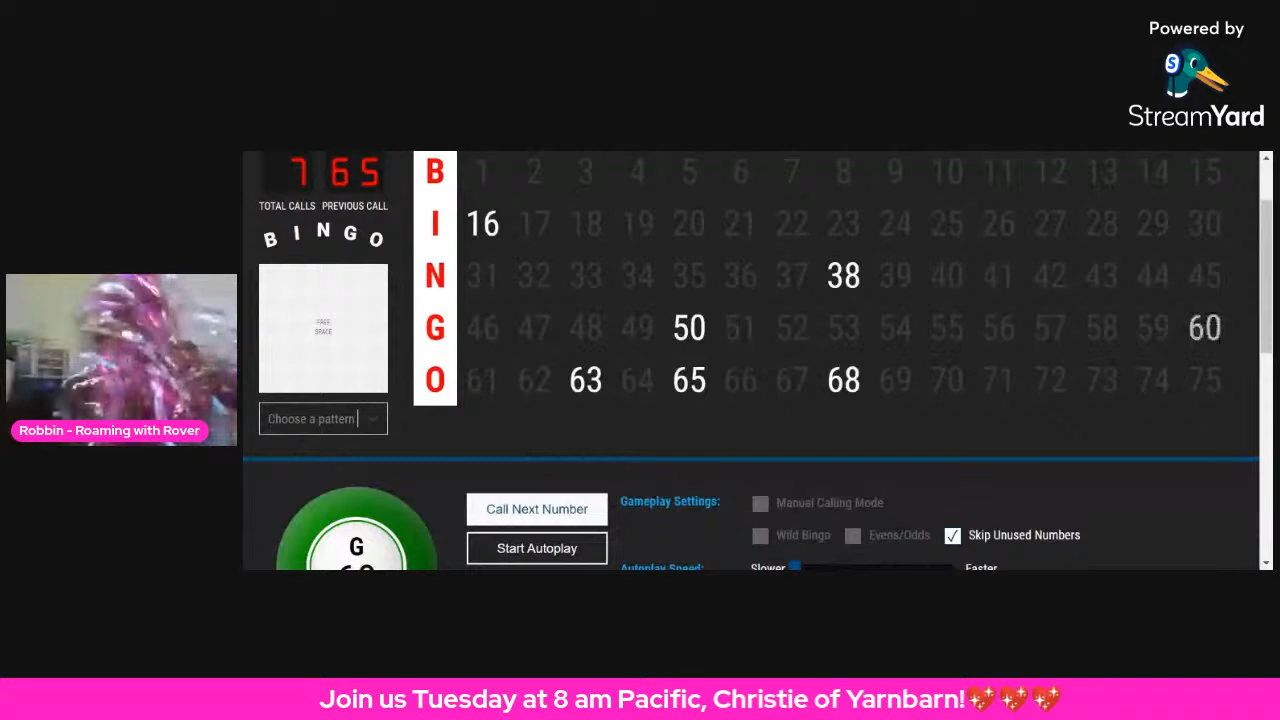 Powered by
S
StreamYard
7 65
TOTAL CALLS PREVIOUS CALL
B I N G O
FREE
SPACE
Choose a pattern
B 1 2 3 4 5 6 7 8 9 10 11 12 13 14 15
I 16 17 18 19 20 21 22 23 24 25 26 27 28 29 30
N 31 32 33 34 35 36 37 38 39 40 41 42 43 44 45
G 46 47 48 49 50 51 52 53 54 55 56 57 58 59 60
O 61 62 63 64 65 66 67 68 69 70 71 72 73 74 75
Robbin - Roaming with Rover
G
60
Call Next Number
Start Autoplay
Gameplay Settings:
Manual Calling Mode
Wild Bingo Evens/Odds Skip Unused Numbers
Autoplay Speed: Slower Faster
Join us Tuesday at 8 am Pacific, Christie of Yarnbarn!💖💖💖